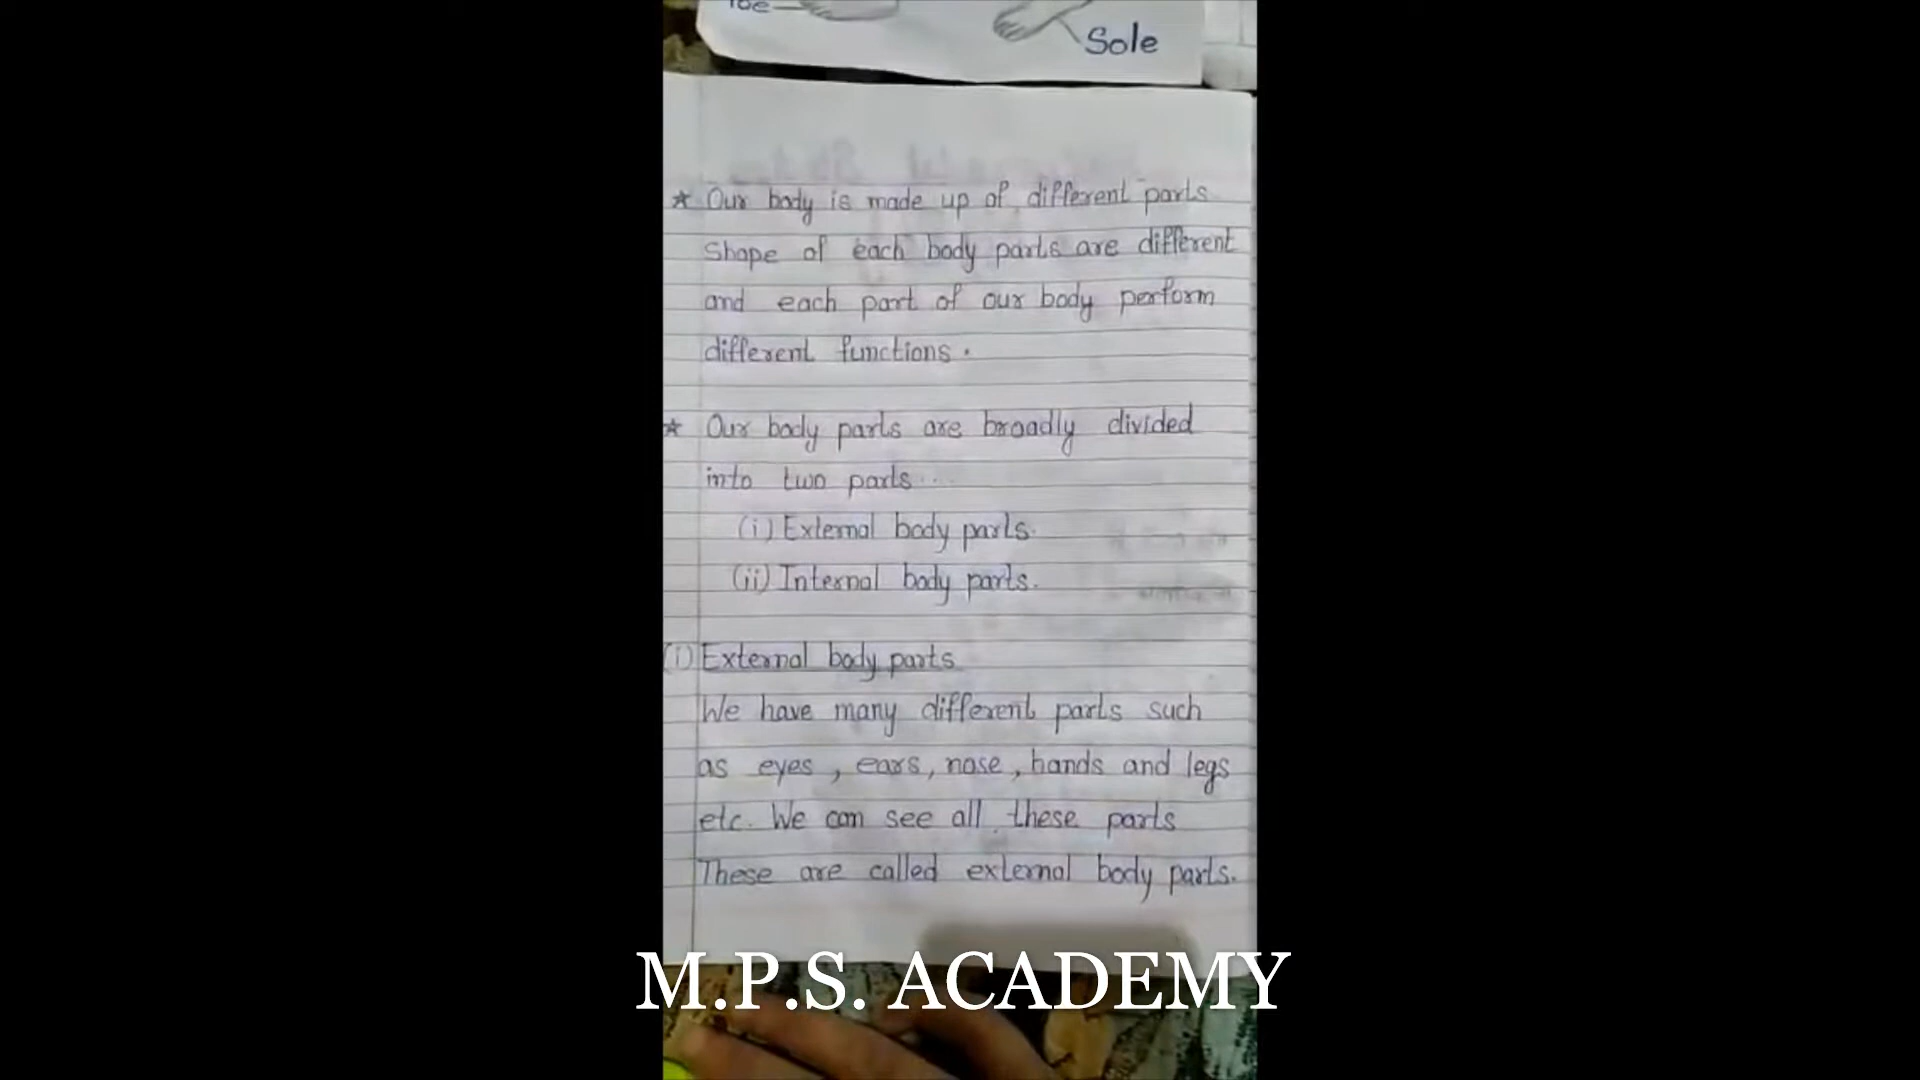 Toe
Sole
* Our body is made up of different parts
Shape of each body parts are different
and each part of our body perform
different functions.
* Our body parts are broadly divided
into two parts...
(i) External body parts.
(ii) Internal body parts.
(i) External body parts
We have many different parts such
as eyes, ears, nose, hands and legs
etc. We can see all these parts
These are called external body parts.
M.P.S. ACADEMY